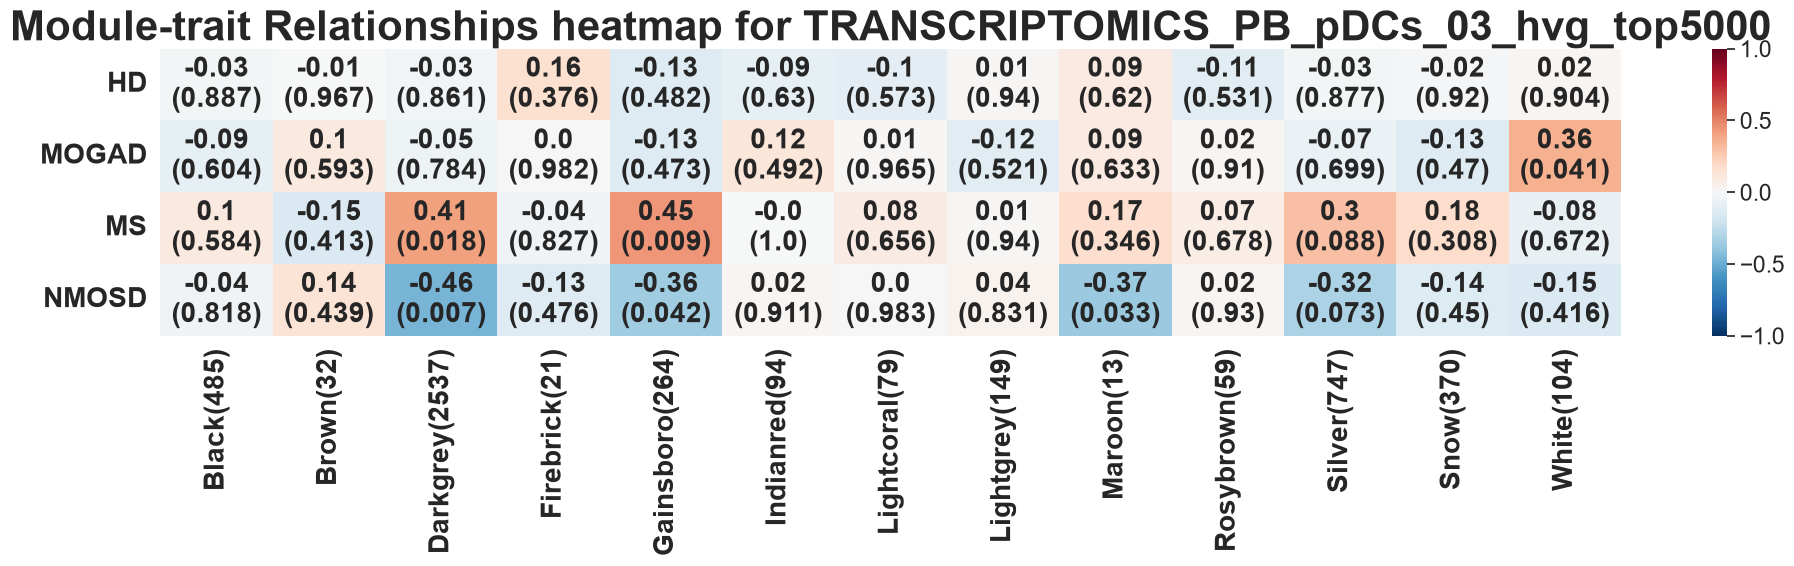 Module-trait Relationships heatmap for TRANSCRIPTOMICS_PB_pDCs_03_hvg_top5000
HD -0.03 -0.01 -0.03 0.16 -0.13 -0.09 -0.1 0.01 0.09 -0.11 -0.03 -0.02 0.02
(0.887) (0.967) (0.861) (0.376) (0.482) (0.63) (0.573) (0.94) (0.62) (0.531) (0.877) (0.92) (0.904)
MOGAD -0.09 0.1 -0.05 0.0 -0.13 0.12 0.01 -0.12 0.09 0.02 -0.07 -0.13 0.36
(0.604) (0.593) (0.784) (0.982) (0.473) (0.492) (0.965) (0.521) (0.633) (0.91) (0.699) (0.47) (0.041)
MS 0.1 -0.15 0.41 -0.04 0.45 -0.0 0.08 0.01 0.17 0.07 0.3 0.18 -0.08
(0.584) (0.413) (0.018) (0.827) (0.009) (1.0) (0.656) (0.94) (0.346) (0.678) (0.088) (0.308) (0.672)
NMOSD -0.04 0.14 -0.46 -0.13 -0.36 0.02 0.0 0.04 -0.37 0.02 -0.32 -0.14 -0.15
(0.818) (0.439) (0.007) (0.476) (0.042) (0.911) (0.983) (0.831) (0.033) (0.93) (0.073) (0.45) (0.416)
Black(485)
Brown(32)
Darkgrey(2537)
Firebrick(21)
Gainsboro(264)
Indianred(94)
Lightcoral(79)
Lightgrey(149)
Maroon(13)
Rosybrown(59)
Silver(747)
Snow(370)
White(104)
1.0
0.5
0.0
−0.5
−1.0